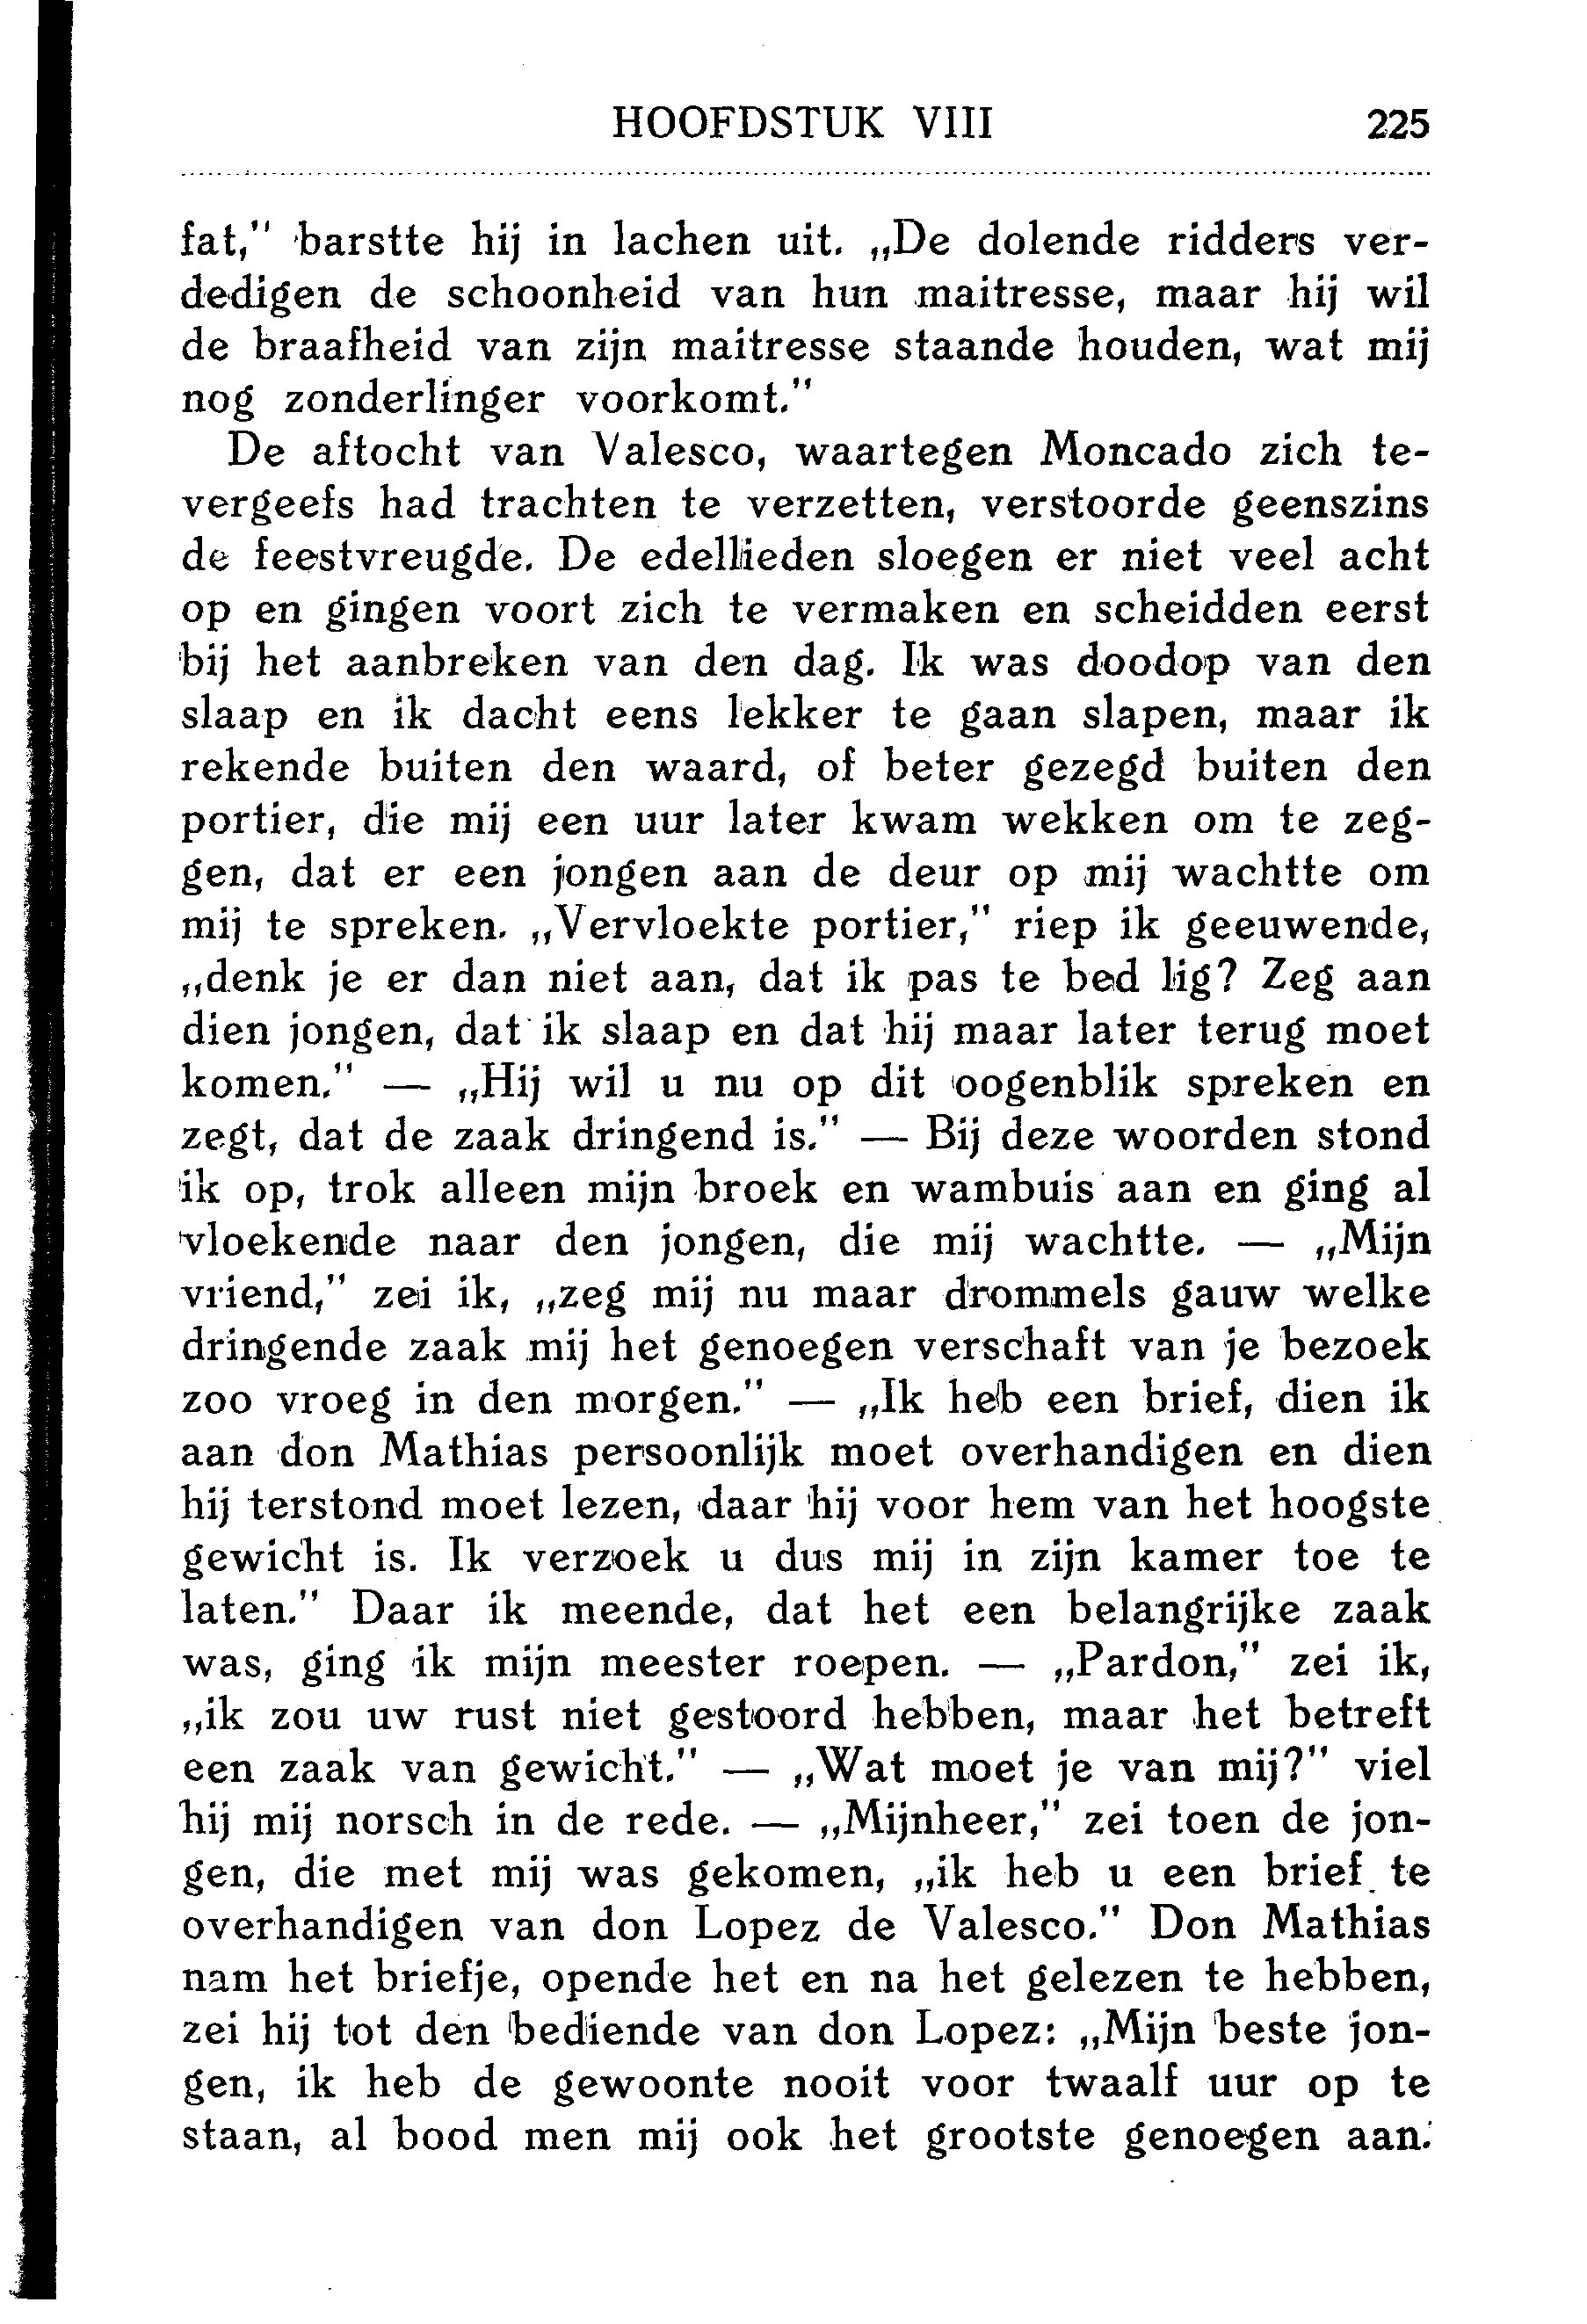 HOOFDSTUK VIII 225
fat,” barstte hij in lachen uit. „De dolende ridders ver-
dedigen de schoonheid van hun maitresse, maar hij wil
de braafheid van zijn maitresse staande houden, wat mij
nog zonderlinger voorkomt.”
De aftocht van Valesco, waartegen Moncado zich te-
vergeefs had trachten te verzetten, verstoorde geenszins
de feestvreugde. De edellieden sloegen er niet veel acht
op en gingen voort zich te vermaken en scheidden eerst
bij het aanbreken van den dag. Ik was doodop van den
slaap en ik dacht eens lekker te gaan slapen, maar ik
rekende buiten den waard, of beter gezegd buiten den
portier, die mij een uur later kwam wekken om te zeg-
gen, dat er een jongen aan de deur op mij wachtte om
mij te spreken. „Vervloekte portier,” riep ik geeuwende,
„denk je er dan niet aan, dat ik pas te bed lig? Zeg aan
dien jongen, dat ik slaap en dat hij maar later terug moet
komen.” — „Hij wil u nu op dit oogenblik spreken en
zegt, dat de zaak dringend is.” — Bij deze woorden stond
ik op, trok alleen mijn broek en wambuis aan en ging al
vloekende naar den jongen, die mij wachtte. — „Mijn
vriend,” zei ik, „zeg mij nu maar drommels gauw welke
dringende zaak mij het genoegen verschaft van je bezoek
zoo vroeg in den morgen.” — „Ik heb een brief, dien ik
aan don Mathias persoonlijk moet overhandigen en dien
hij terstond moet lezen, daar hij voor hem van het hoogste
gewicht is. Ik verzoek u dus mij in zijn kamer toe te
laten.” Daar ik meende, dat het een belangrijke zaak
was, ging ik mijn meester roepen. — „Pardon,” zei ik,
„ik zou uw rust niet gestoord hebben, maar het betreft
een zaak van gewicht.” — „Wat moet je van mij?” viel
hij mij norsch in de rede. — „Mijnheer,” zei toen de jon-
gen, die met mij was gekomen, „ik heb u een brief te
overhandigen van don Lopez de Valesco.” Don Mathias
nam het briefje, opende het en na het gelezen te hebben,
zei hij tot den bediende van don Lopez: „Mijn beste jon-
gen, ik heb de gewoonte nooit voor twaalf uur op te
staan, al bood men mij ook het grootste genoegen aan.